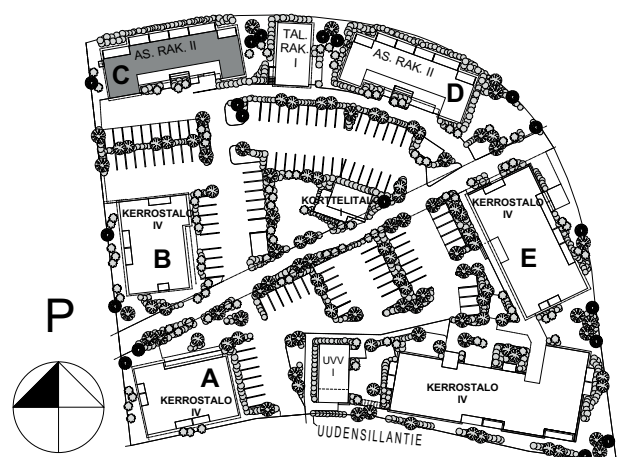 AS. RAK. II
C
TAL.
RAK.
I
AS. RAK. II
D
KERROSTALO
IV
B
KORTTELITALO
I
KERROSTALO
IV
E
P
A
KERROSTALO
IV
UVV
I
KERROSTALO
IV
UUDENSILLANTIE